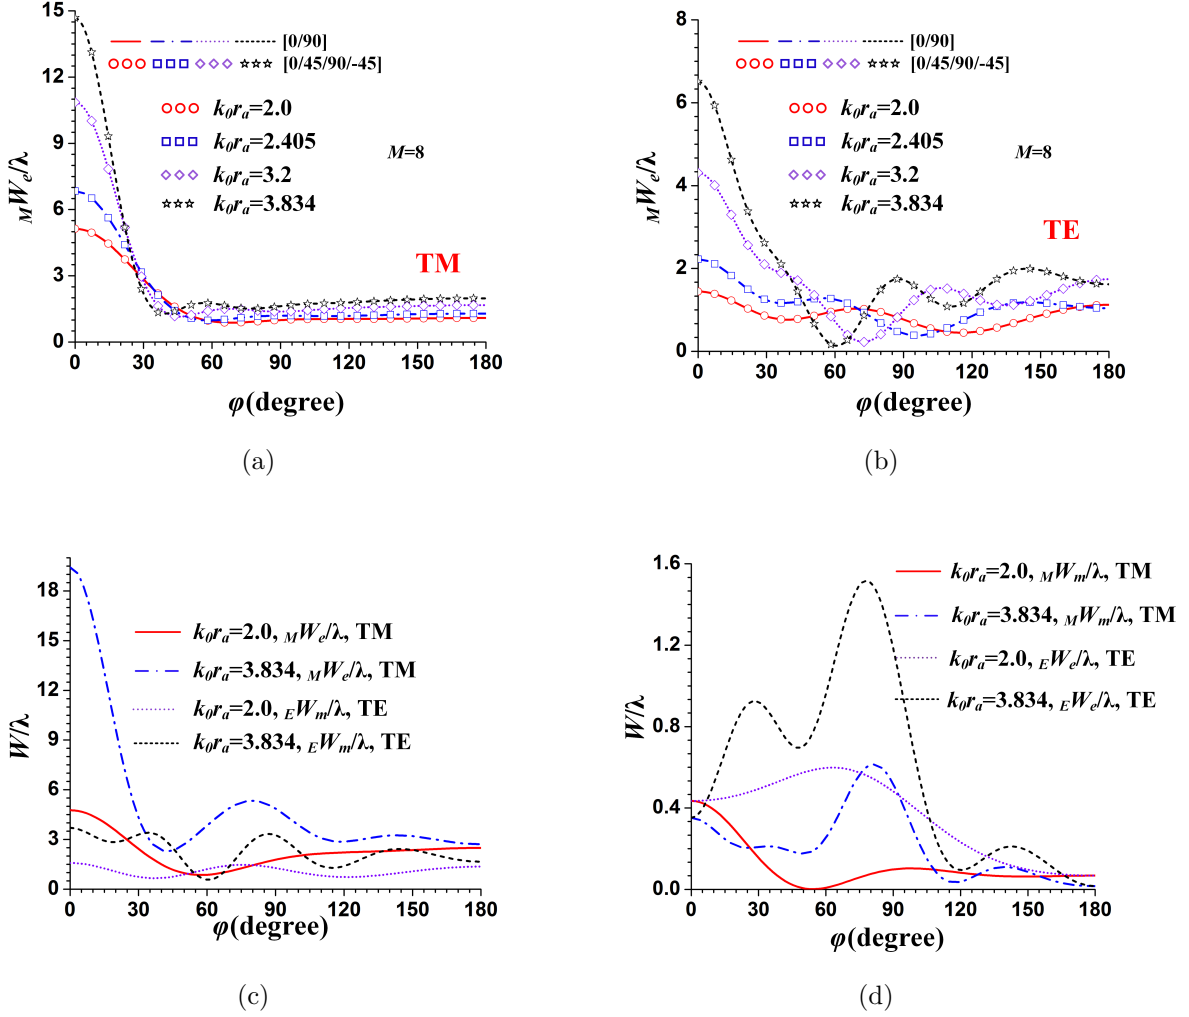 15
12
9
6
3
0
MWe/λ
[0/90]
[0/45/90/-45]
k0ra=2.0
k0ra=2.405
k0ra=3.2
k0ra=3.834
M=8
TM
0 30 60 90 120 150 180
φ(degree)
(a)
8
6
4
2
0
MWe/λ
[0/90]
[0/45/90/-45]
k0ra=2.0
k0ra=2.405
k0ra=3.2
k0ra=3.834
M=8
TE
0 30 60 90 120 150 180
φ(degree)
(b)
18
15
12
9
6
3
0
W/λ
k0ra=2.0, MWe/λ, TM
k0ra=3.834, MWe/λ, TM
k0ra=2.0, EWm/λ, TE
k0ra=3.834, EWm/λ, TE
0 30 60 90 120 150 180
φ(degree)
(c)
1.6
1.2
0.8
0.4
0.0
W/λ
k0ra=2.0, MWm/λ, TM
k0ra=3.834, MWm/λ, TM
k0ra=2.0, EWe/λ, TE
k0ra=3.834, EWe/λ, TE
0 30 60 90 120 150 180
φ(degree)
(d)